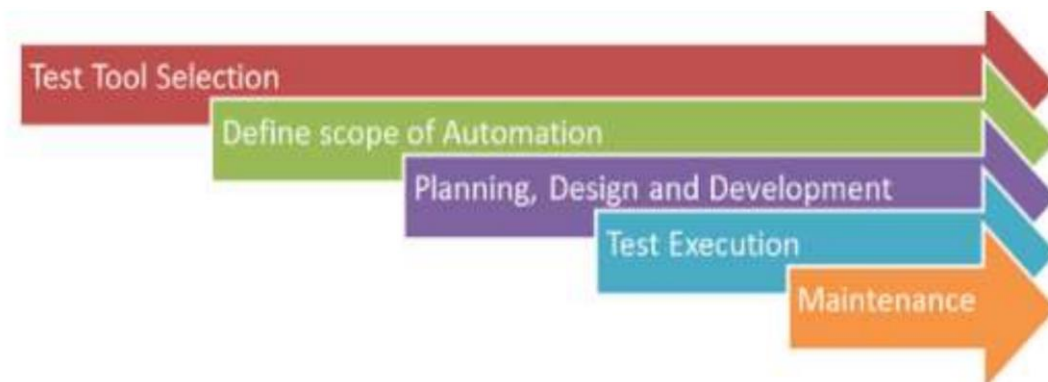 Test Tool Selection
Define scope of Automation
Planning, Design and Development
Test Execution
Maintenance